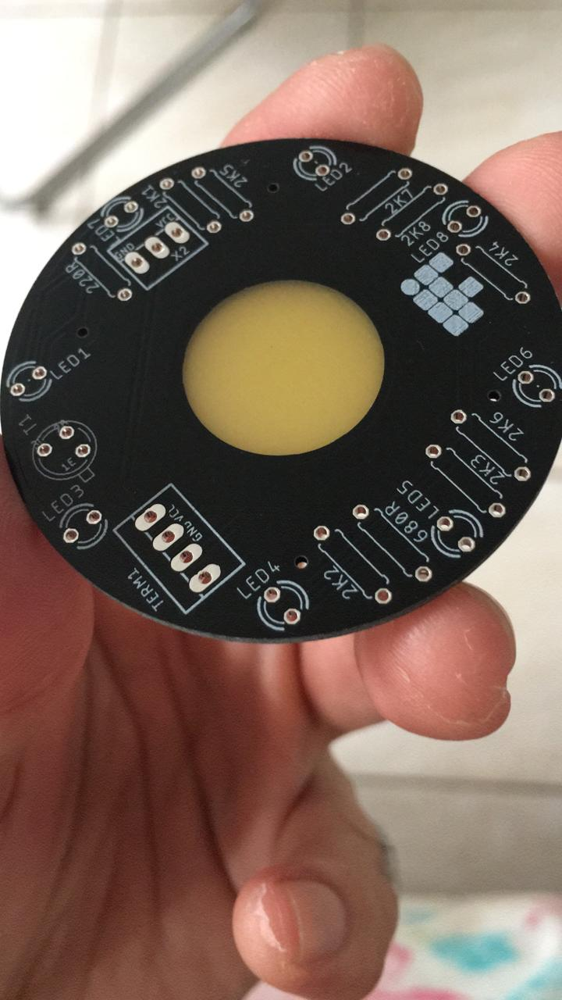 LED2
2K5
2K1
LED7
VCC
GND
X2
220R
2K7
2K8
LED8
2K4
LED1
LED6
T1
1E
2K6
2K3
LED3
LED5
680R
GND
VCC
TERM1
LED4
2K2